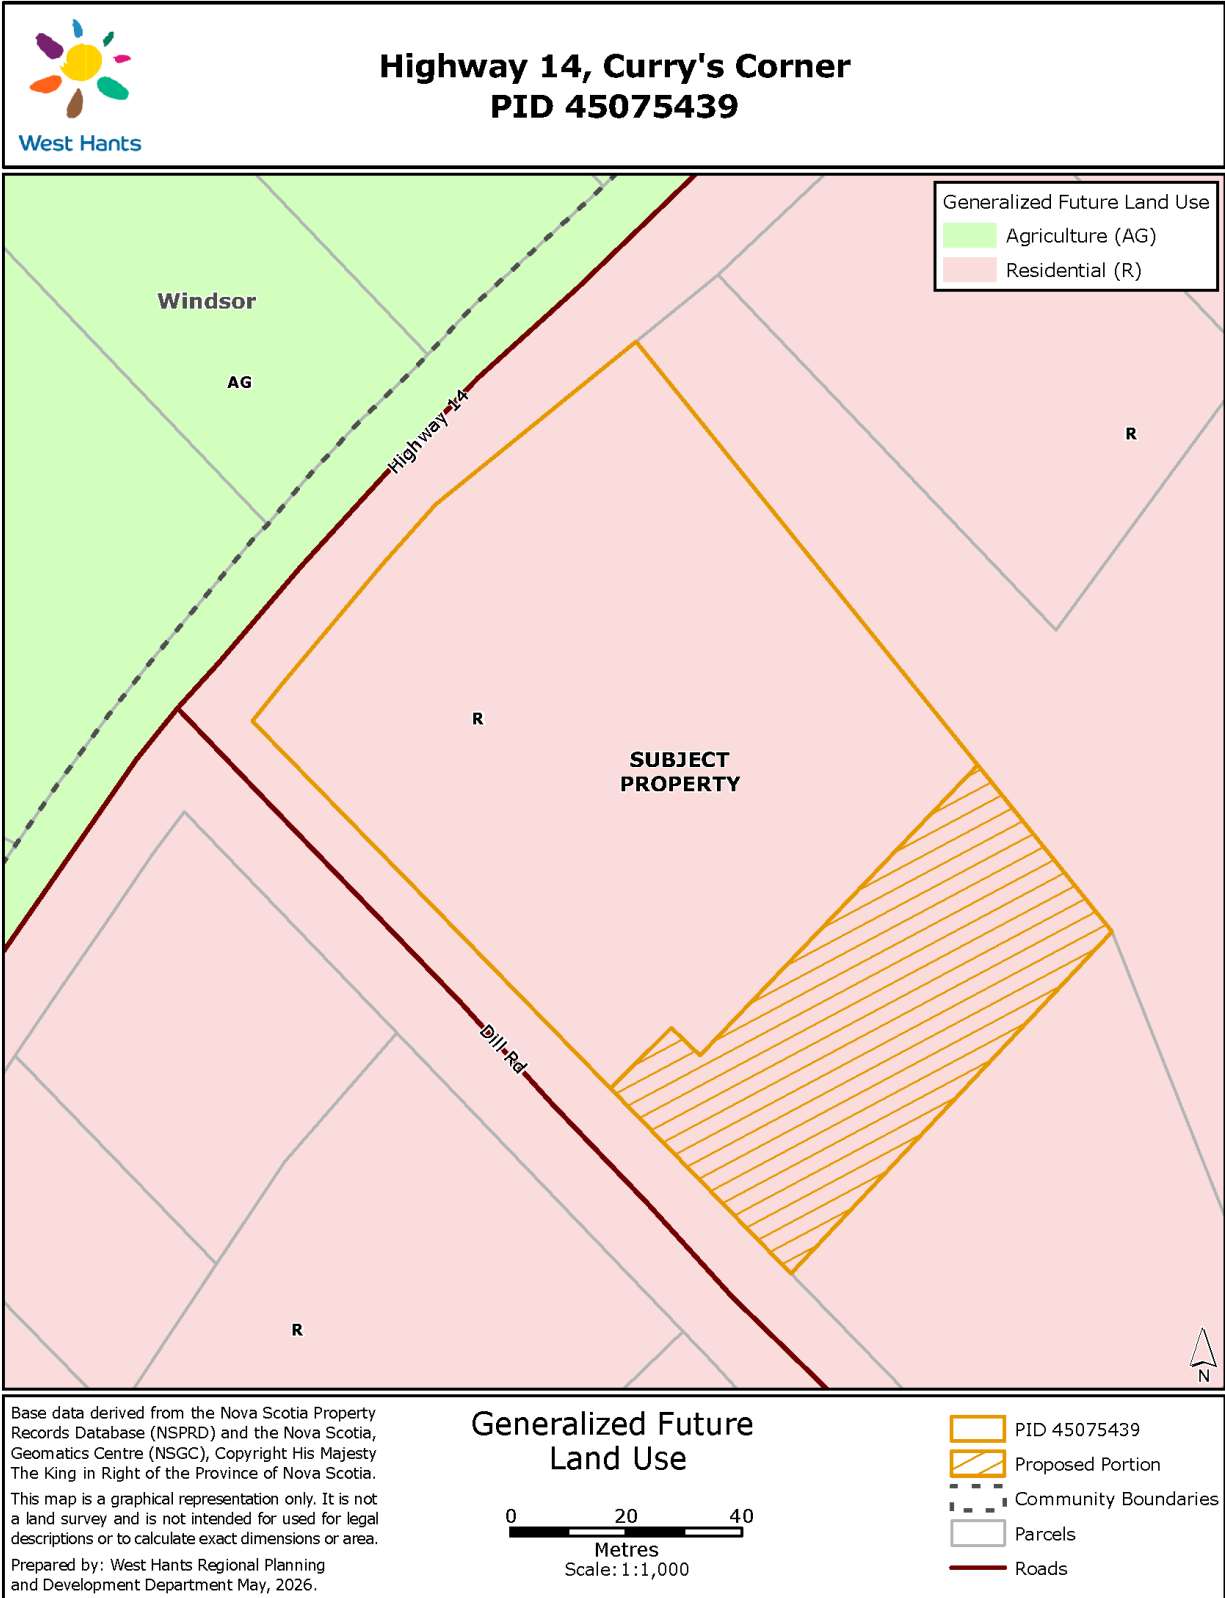 West Hants
Highway 14, Curry's Corner
PID 45075439
Generalized Future Land Use
Agriculture (AG)
Residential (R)
Windsor
AG
Highway 14
R
R
SUBJECT
PROPERTY
Dill Rd
R
N
Base data derived from the Nova Scotia Property
Records Database (NSPRD) and the Nova Scotia,
Geomatics Centre (NSGC), Copyright His Majesty
The King in Right of the Province of Nova Scotia.
This map is a graphical representation only. It is not
a land survey and is not intended for used for legal
descriptions or to calculate exact dimensions or area.
Prepared by: West Hants Regional Planning
and Development Department May, 2026.
Generalized Future
Land Use
0 20 40
Metres
Scale: 1:1,000
PID 45075439
Proposed Portion
Community Boundaries
Parcels
Roads